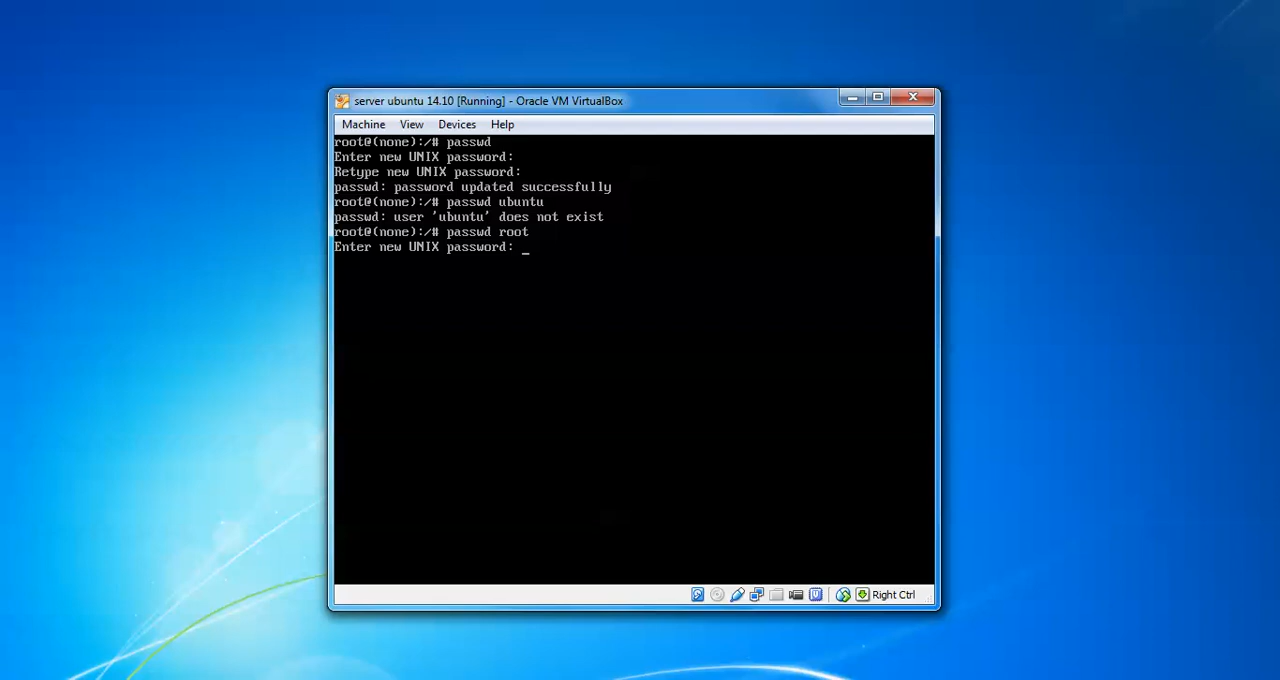 server ubuntu 14.10 [Running] - Oracle VM VirtualBox
Machine View Devices Help
root@(none):/# passwd
Enter new UNIX password:
Retype new UNIX password:
passwd: password updated successfully
root@(none):/# passwd ubuntu
passwd: user 'ubuntu' does not exist
root@(none):/# passwd root
Enter new UNIX password: _
Right Ctrl